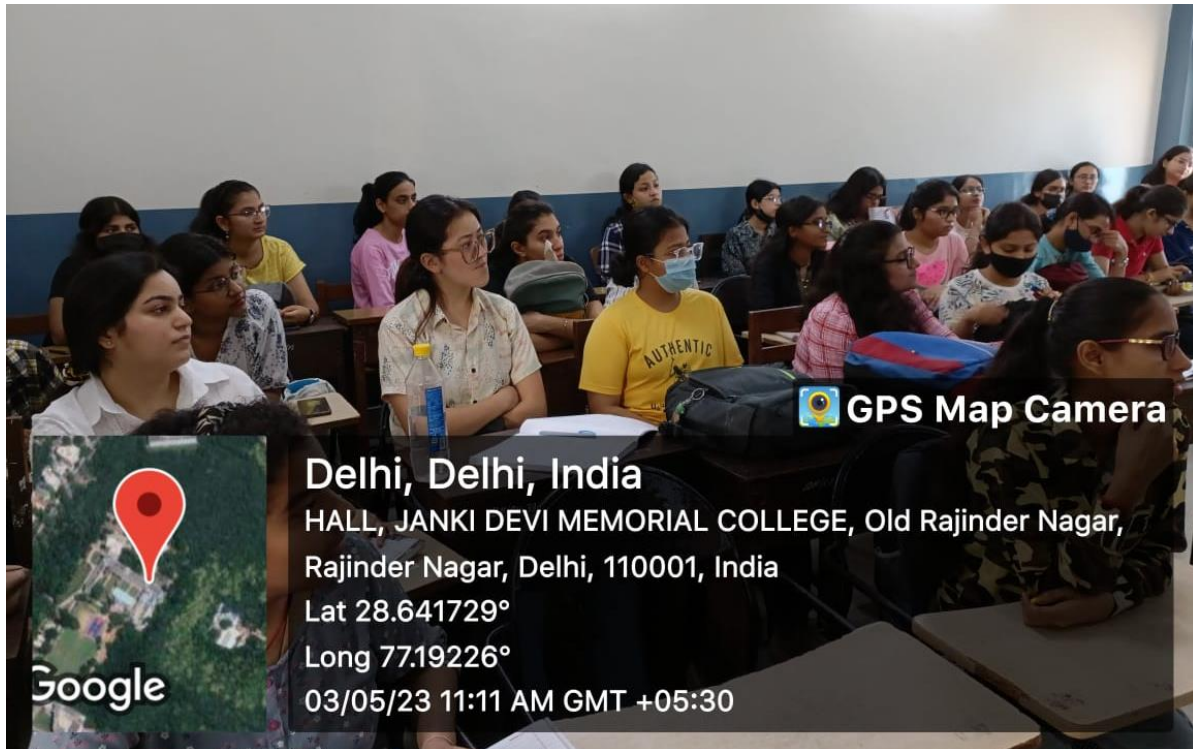 AUTHENTIC
GPS Map Camera
Google
Delhi, Delhi, India
HALL, JANKI DEVI MEMORIAL COLLEGE, Old Rajinder Nagar,
Rajinder Nagar, Delhi, 110001, India
Lat 28.641729°
Long 77.19226°
03/05/23 11:11 AM GMT +05:30